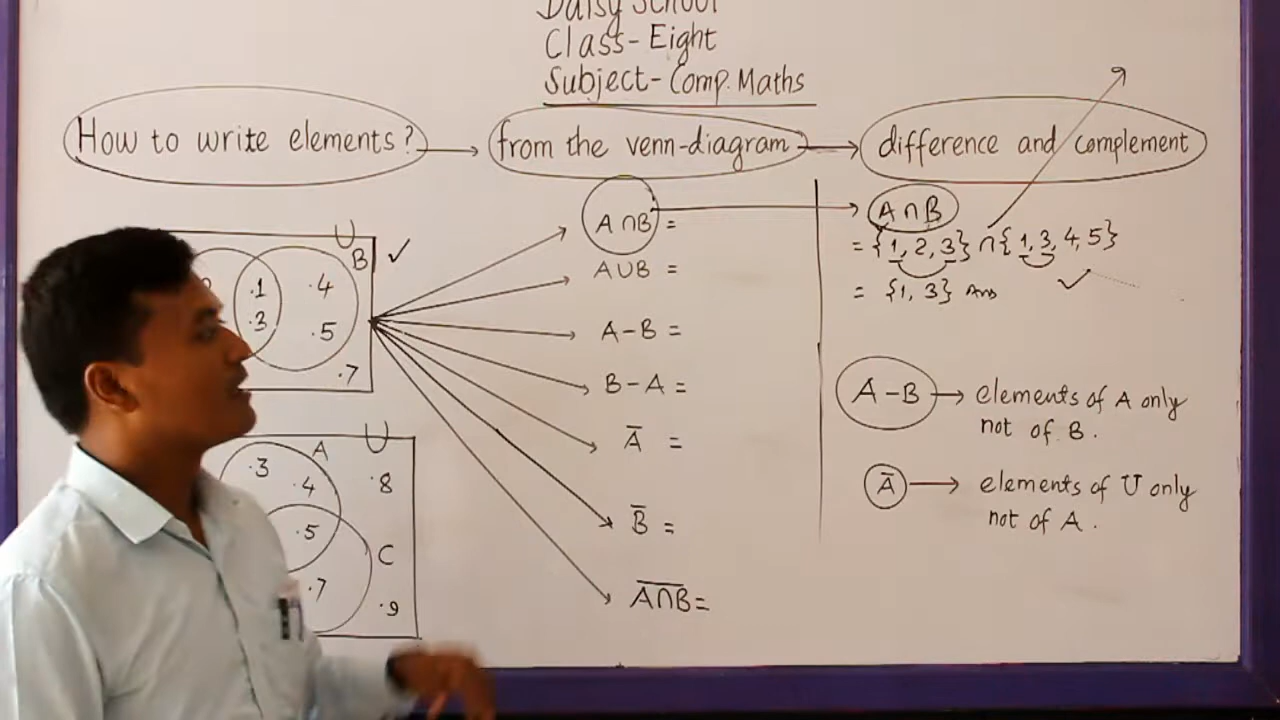 Daisy School
Class-Eight
Subject-Comp. Maths
How to write elements?
from the venn-diagram
difference and complement
U
B
.1
.3
.4
.5
.7
A
U
.3
.4
.8
.5
C
.7
.9
A∩B =
A∪B =
A-B =
B-A =
A̅ =
B̅ =
A̅∩̅B̅ =
A∩B
= {1, 2, 3} ∩ {1, 3, 4, 5}
= {1, 3} Ans
A-B → elements of A only
not of B.
A̅ → elements of U only
not of A.